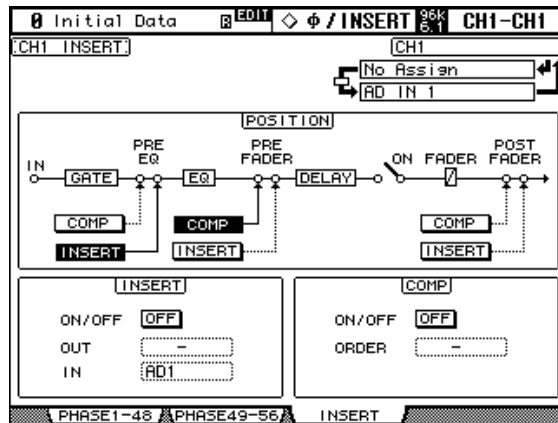 0 Initial Data EDIT ◇ φ/INSERT 96k 6.1 CH1-CH1
CH1 INSERT
CH1
No Assign
AD IN 1
POSITION
IN
PRE EQ
PRE FADER
ON FADER
POST FADER
GATE EQ DELAY
COMP COMP COMP
INSERT INSERT INSERT
INSERT
ON/OFF OFF
OUT -
IN AD1
COMP
ON/OFF OFF
ORDER -
PHASE1-48 PHASE49-56 INSERT